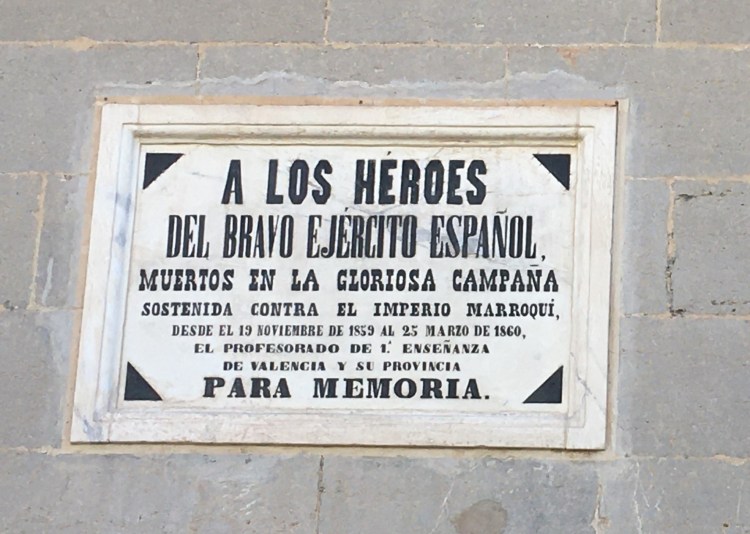 A LOS HÉROES
DEL BRAVO EJÉRCITO ESPAÑOL,
MUERTOS EN LA GLORIOSA CAMPAÑA
SOSTENIDA CONTRA EL IMPERIO MARROQUÍ,
DESDE EL 19 NOVIEMBRE DE 1859 AL 25 MARZO DE 1860,
EL PROFESORADO DE 1.ª ENSEÑANZA
DE VALENCIA Y SU PROVINCIA
PARA MEMORIA.